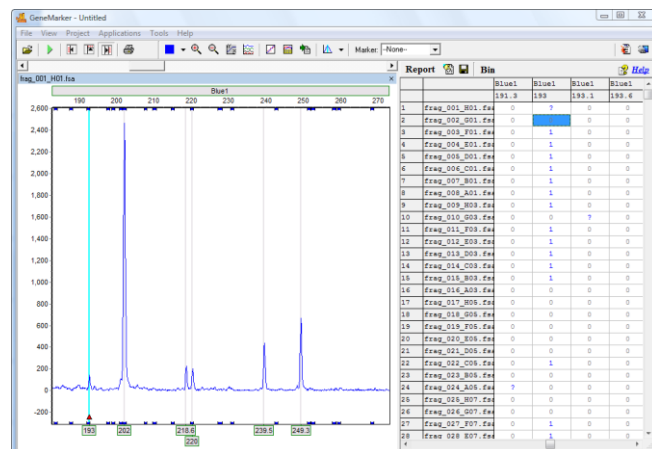 GeneMarker - Untitled
File View Project Applications Tools Help
Marker: --None--
frag_001_H01.fsa
Report Bin Help
Blue1
190 200 210 220 230 240 250 260 270
2,600
2,400
2,200
2,000
1,800
1,600
1,400
1,200
1,000
800
600
400
200
0
-200
193 202 218.6 239.5 249.3
220
Blue1 Blue1 Blue1 Blue1
191.3 193 193.1 193.6
1 frag_001_H01.fsa 0 ? 0 0
2 frag_002_G01.fsa 0 0 0
3 frag_003_F01.fsa 0 1 0 0
4 frag_004_E01.fsa 0 1 0 0
5 frag_005_D01.fsa 0 1 0 0
6 frag_006_C01.fsa 0 1 0 0
7 frag_007_B01.fsa 0 1 0 0
8 frag_008_A01.fsa 0 1 0 0
9 frag_009_H03.fsa 0 1 0 0
10 frag_010_G03.fsa 0 0 ? 0
11 frag_011_F03.fsa 0 1 0 0
12 frag_012_E03.fsa 0 1 0 0
13 frag_013_D03.fsa 0 1 0 0
14 frag_014_C03.fsa 0 1 0 0
15 frag_015_B03.fsa 0 1 0 0
16 frag_016_A03.fsa 0 0 0 0
17 frag_017_H05.fsa 0 0 0 0
18 frag_018_G05.fsa 0 0 0 0
19 frag_019_F05.fsa 0 0 0 0
20 frag_020_E05.fsa 0 0 0 0
21 frag_021_D05.fsa 0 0 0 0
22 frag_022_C05.fsa 0 1 0 0
23 frag_023_B05.fsa 0 0 0 0
24 frag_024_A05.fsa ? 0 0 0
25 frag_025_H07.fsa 0 0 0 0
26 frag_026_G07.fsa 0 0 0 0
27 frag_027_F07.fsa 0 1 0 0
28 frag_028_E07.fsa 0 1 0 0